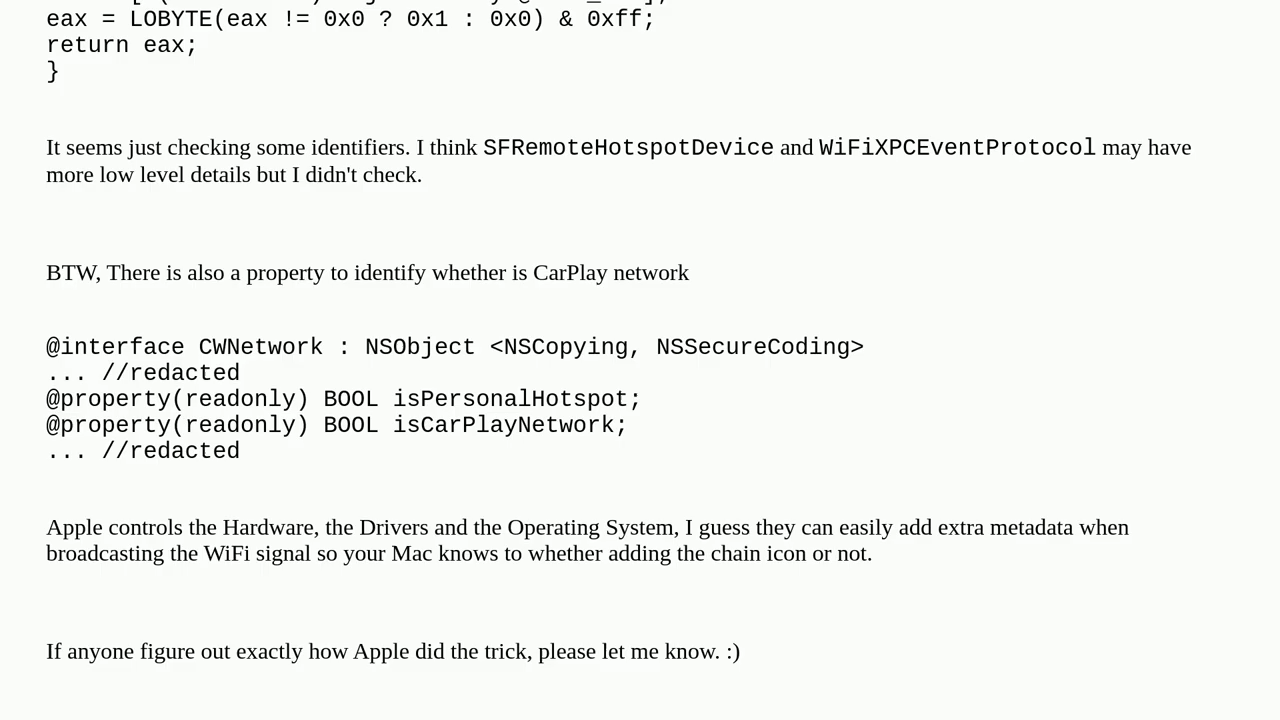 eax = LOBYTE(eax != 0x0 ? 0x1 : 0x0) & 0xff;
return eax;
}
It seems just checking some identifiers. I think SFRemoteHotspotDevice and WiFiXPCEventProtocol may have
more low level details but I didn't check.
BTW, There is also a property to identify whether is CarPlay network
@interface CWNetwork : NSObject <NSCopying, NSSecureCoding>
... //redacted
@property(readonly) BOOL isPersonalHotspot;
@property(readonly) BOOL isCarPlayNetwork;
... //redacted
Apple controls the Hardware, the Drivers and the Operating System, I guess they can easily add extra metadata when
broadcasting the WiFi signal so your Mac knows to whether adding the chain icon or not.
If anyone figure out exactly how Apple did the trick, please let me know. :)